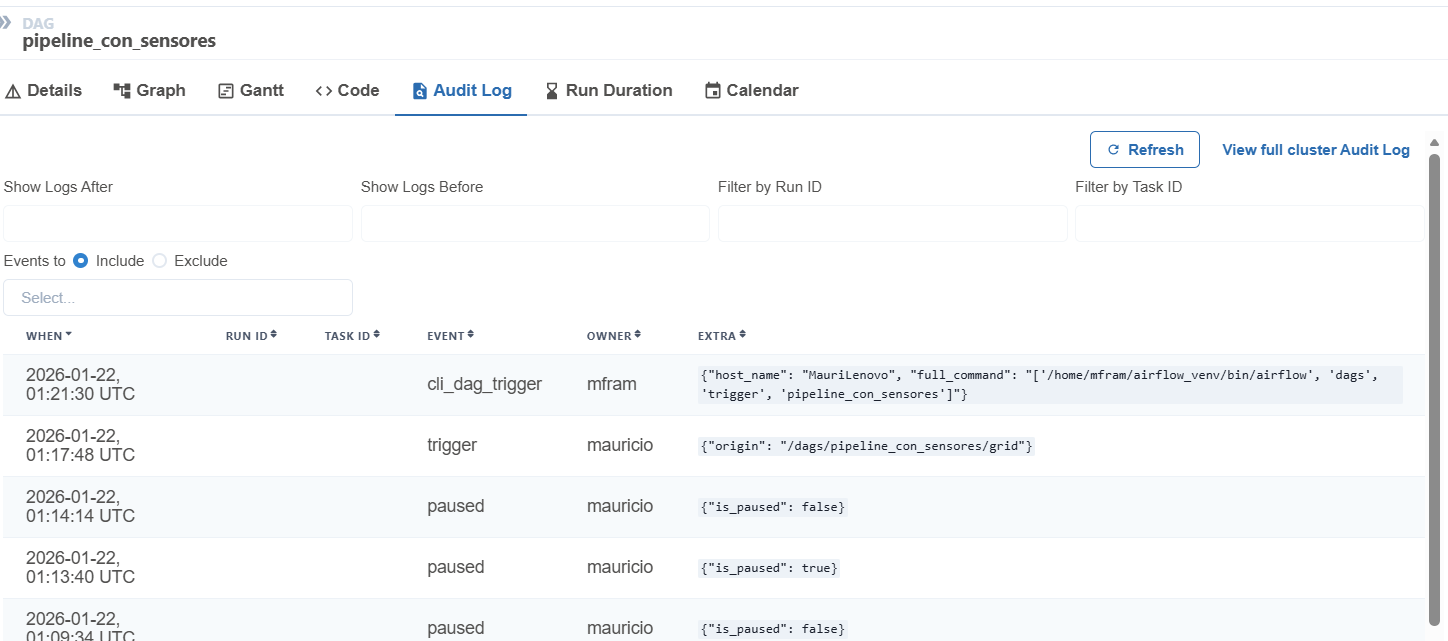 DAG
pipeline_con_sensores
Details Graph Gantt Code Audit Log Run Duration Calendar
Refresh View full cluster Audit Log
Show Logs After Show Logs Before Filter by Run ID Filter by Task ID
Events to Include Exclude
Select...
WHEN RUN ID TASK ID EVENT OWNER EXTRA
2026-01-22,
01:21:30 UTC
cli_dag_trigger mfram
{"host_name": "MauriLenovo", "full_command": "['/home/mfram/airflow_venv/bin/airflow', 'dags',
'trigger', 'pipeline_con_sensores']"}
2026-01-22,
01:17:48 UTC
trigger mauricio {"origin": "/dags/pipeline_con_sensores/grid"}
2026-01-22,
01:14:14 UTC
paused mauricio {"is_paused": false}
2026-01-22,
01:13:40 UTC
paused mauricio {"is_paused": true}
2026-01-22,
01:09:34 UTC
paused mauricio {"is_paused": false}